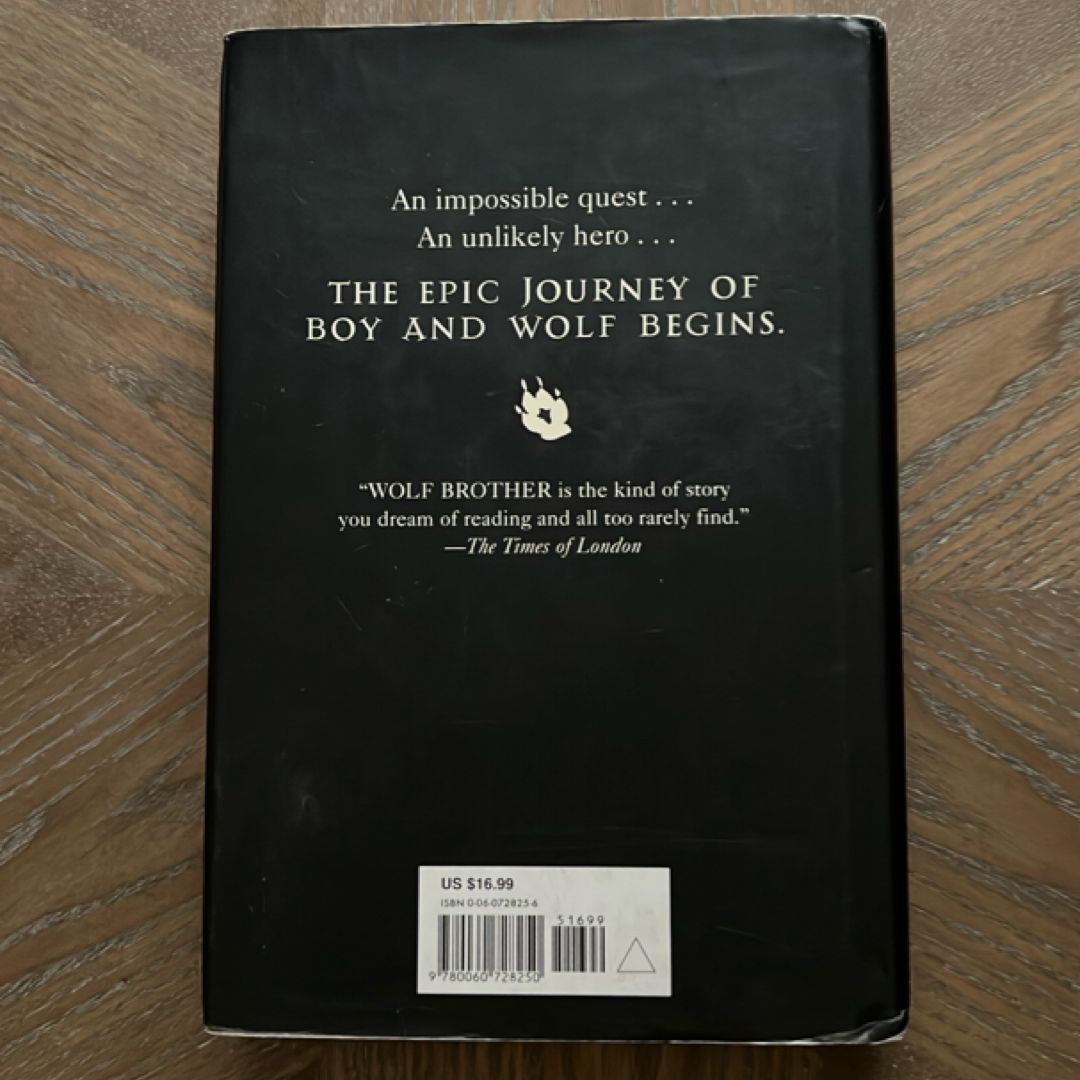 An impossible quest . . .
An unlikely hero . . .
THE EPIC JOURNEY OF
BOY AND WOLF BEGINS.
“WOLF BROTHER is the kind of story
you dream of reading and all too rarely find.”
—The Times of London
US $16.99
ISBN 0-06-072825-6
51699
9 780060 728250